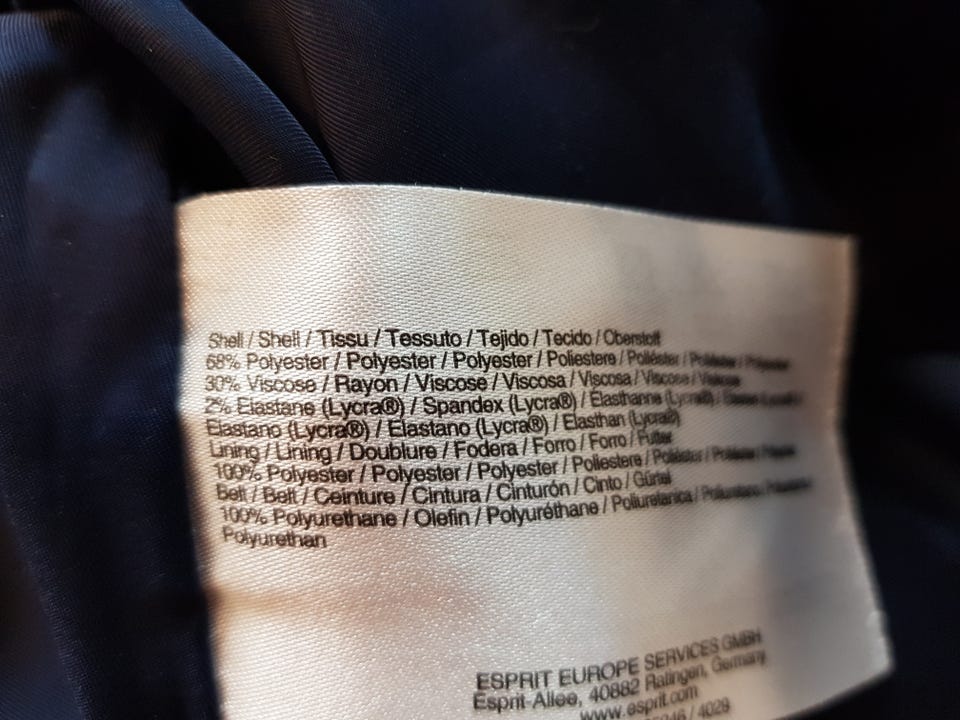 Shell / Shell / Tissu / Tessuto / Tejido / Tecido / Oberstoff
68% Polyester / Polyester / Polyester / Poliestere / Poliéster / Poliéster / Polyester
30% Viscose / Rayon / Viscose / Viscosa / Viscosa / Viscose / Viskose
2% Elastane (Lycra®) / Spandex (Lycra®) / Elasthanne (Lycra®) / (Lycra®) /
Elastano (Lycra®) / Elastano (Lycra®) / Elasthan (Lycra®)
Lining / Lining / Doublure / Fodera / Forro / Forro / Futter
100% Polyester / Polyester / Polyester / Poliestere / Poliéster / Poliéster / Polyester
Belt / Belt / Ceinture / Cintura / Cinturón / Cinto / Gürtel
100% Polyurethane / Olefin / Polyuréthane / Poliuretanica / Poliuretano /
Polyurethan
ESPRIT EUROPE SERVICES GMBH
Esprit-Allee, 40882 Ratingen, Germany
www.esprit.com
/ 4029